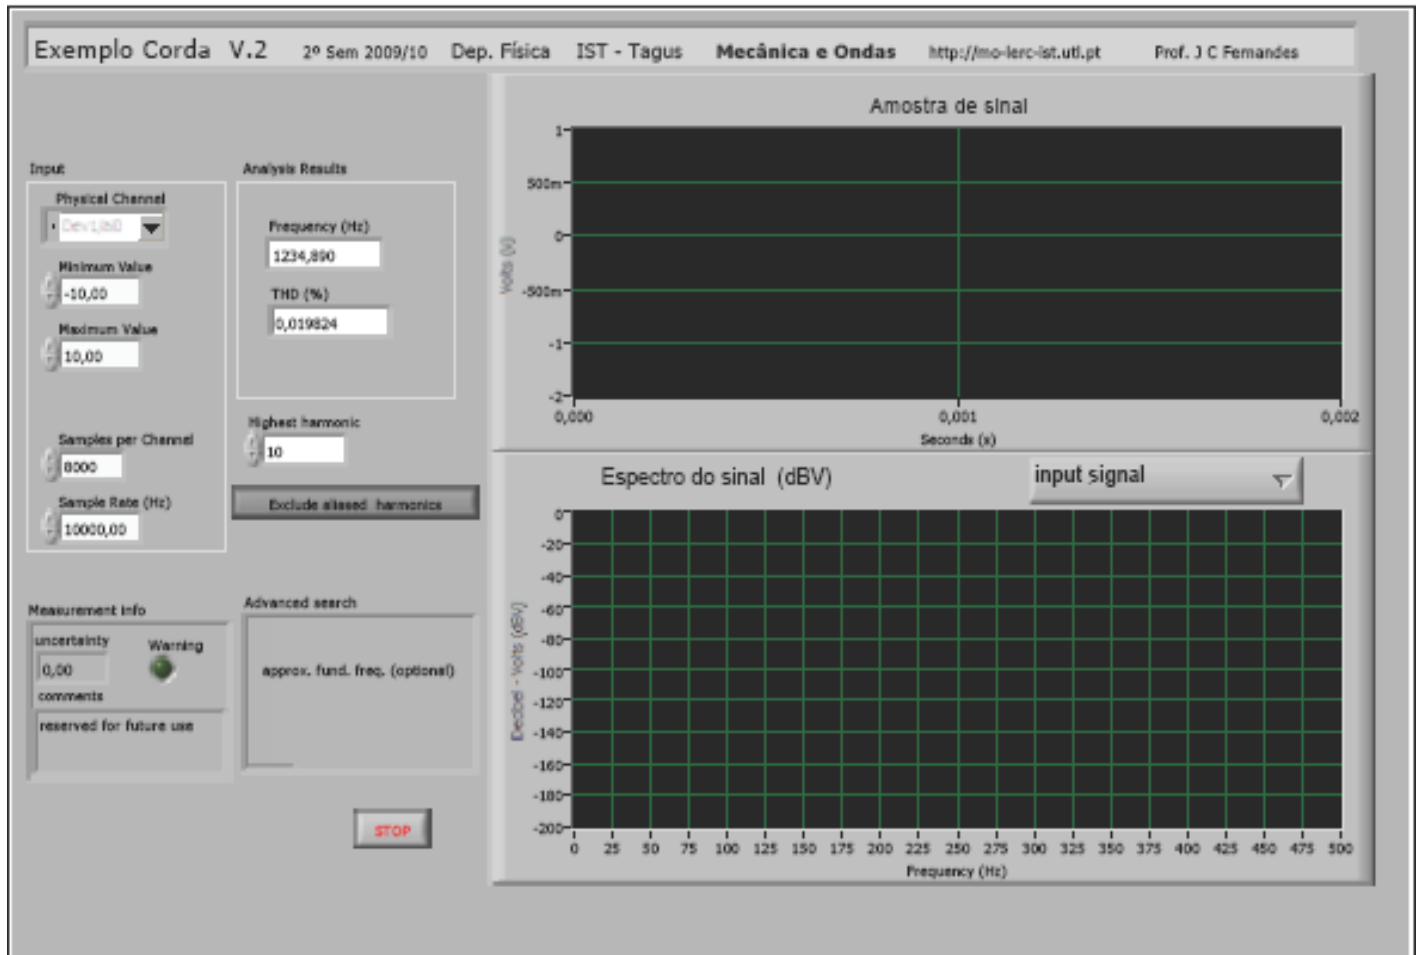 Exemplo Corda V.2 2º Sem 2009/10 Dep. Física IST - Tagus Mecânica e Ondas http://mo-lerc-ist.utl.pt Prof. J C Fernandes
Input
Physical Channel
Dev1/ai0
Minimum Value
-10,00
Maximum Value
10,00
Samples per Channel
8000
Sample Rate (Hz)
10000,00
Analysis Results
Frequency (Hz)
1234,890
THD (%)
0,019824
Highest harmonic
10
Exclude aliased harmonics
Measurement info
uncertainty
0,00
Warning
comments
reserved for future use
Advanced search
approx. fund. freq. (optional)
STOP
Amostra de sinal
Volts (V)
1
500m
0
-500m
-1
-2
0,000 0,001 0,002
Seconds (s)
Espectro do sinal (dBV)
input signal
Decibel - Volts (dBV)
0
-20
-40
-60
-80
-100
-120
-140
-160
-180
-200
0 25 50 75 100 125 150 175 200 225 250 275 300 325 350 375 400 425 450 475 500
Frequency (Hz)